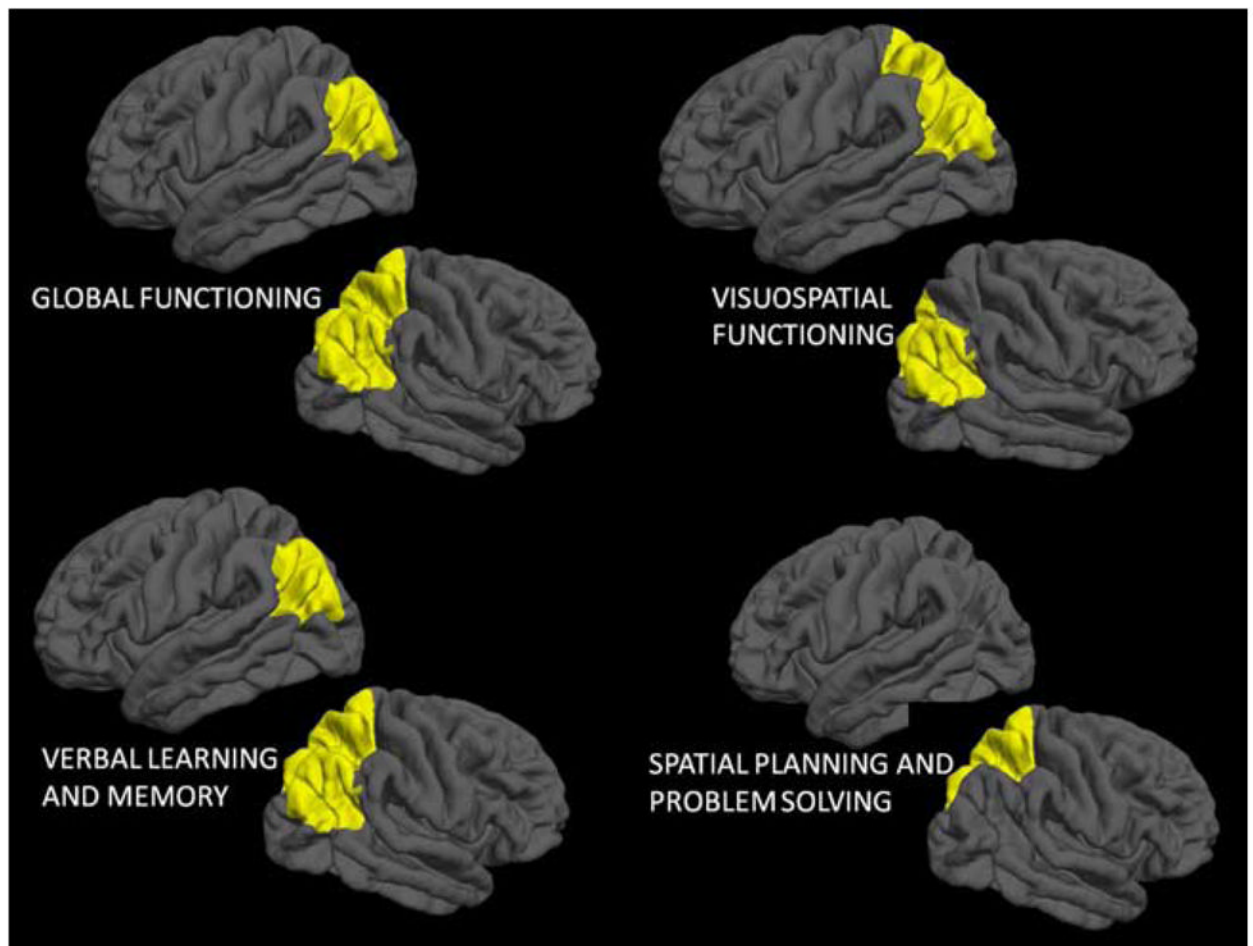 GLOBAL FUNCTIONING
VISUOSPATIAL
FUNCTIONING
VERBAL LEARNING
AND MEMORY
SPATIAL PLANNING AND
PROBLEM SOLVING